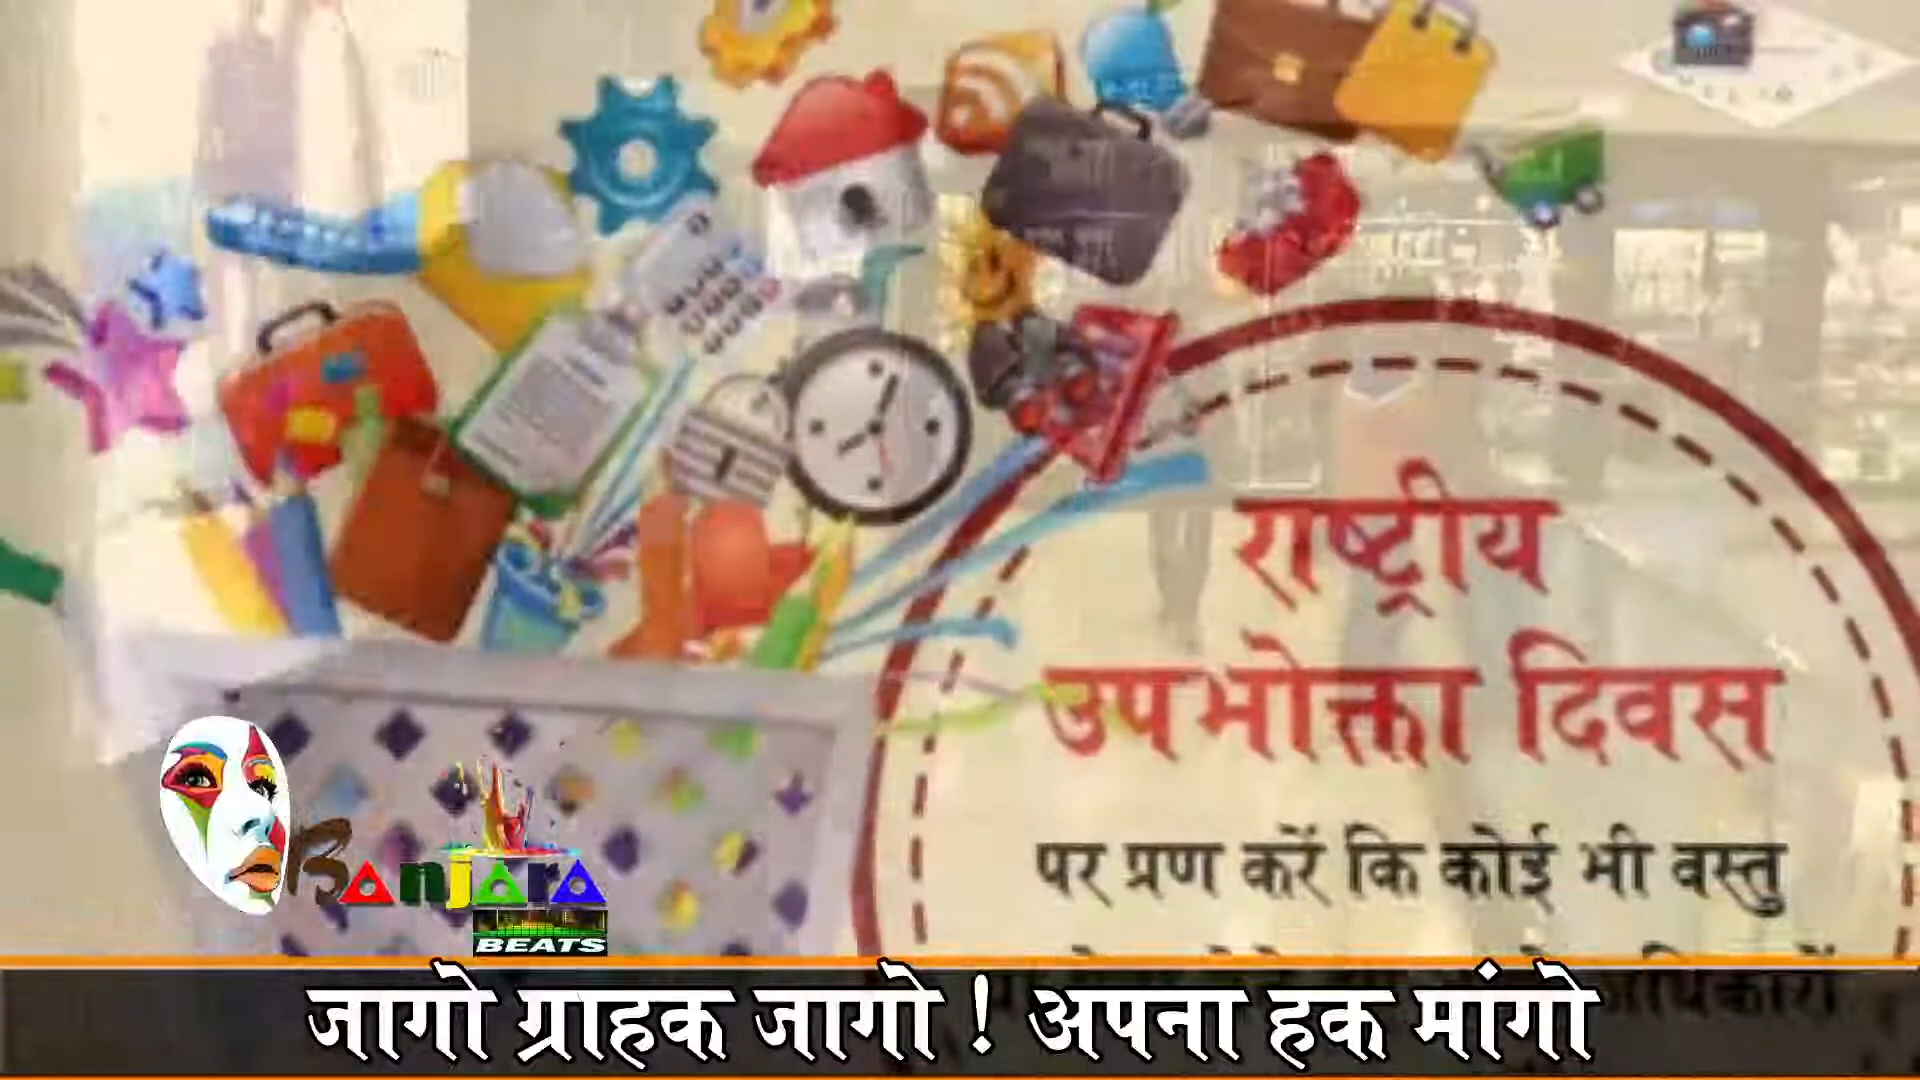 राष्ट्रीय
उपभोक्ता दिवस
पर प्रण करें कि कोई भी वस्तु
Banjara
BEATS
जागो ग्राहक जागो ! अपना हक मांगो